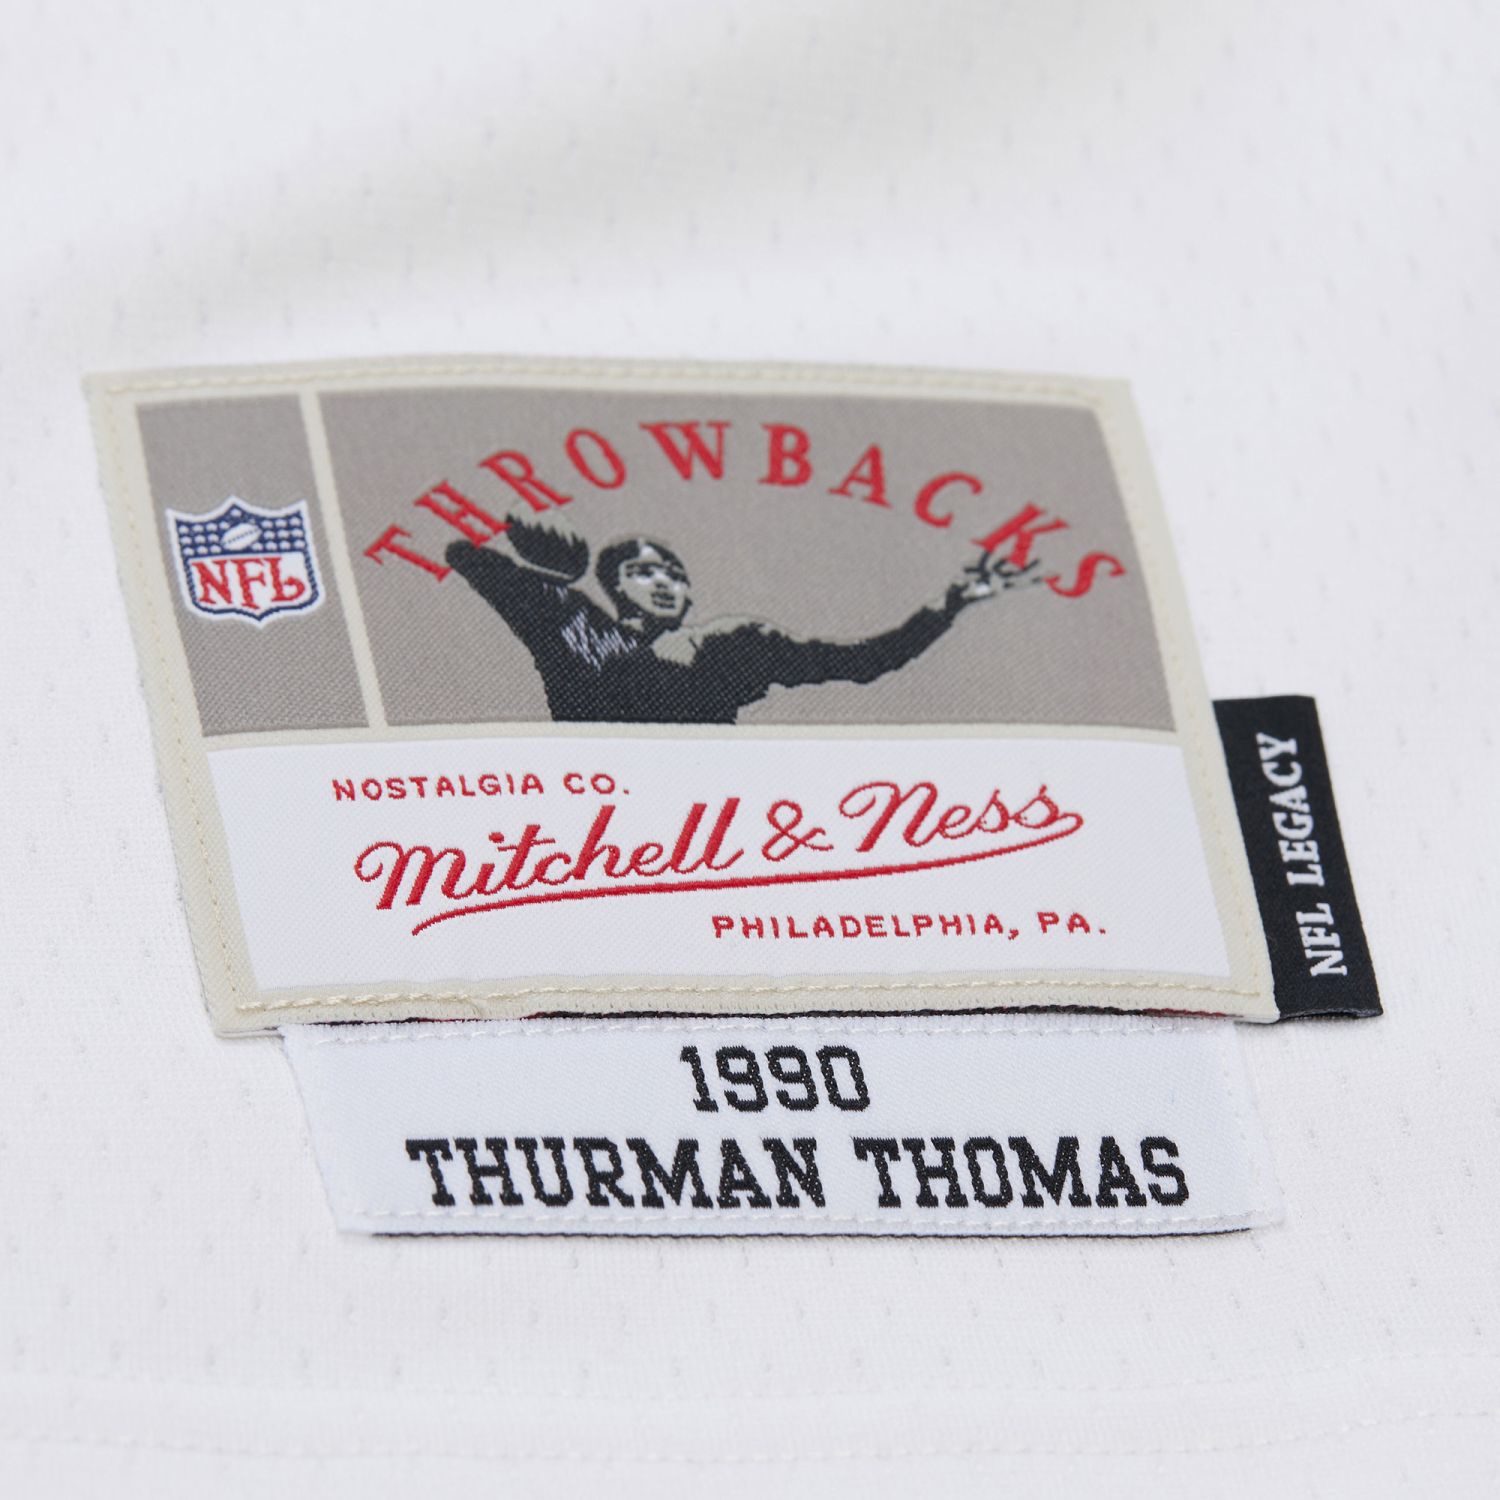 THROWBACKS
NFL
NOSTALGIA CO.
Mitchell & Ness
PHILADELPHIA, PA.
NFL LEGACY
1990
THURMAN THOMAS